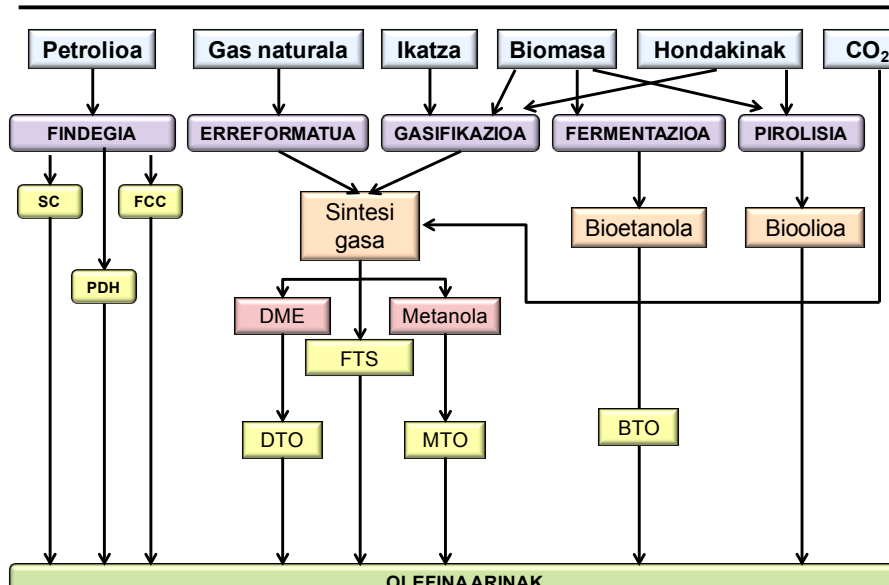 Petrolioa
Gas naturala
Ikatza
Biomasa
Hondakinak
CO₂
FINDEGIA
ERREFORMATUA
GASIFIKAZIOA
FERMENTAZIOA
PIROLISIA
SC
FCC
Sintesi
gasa
Bioetanola
Bioolioa
PDH
DME
Metanola
FTS
DTO
MTO
BTO
OLEFINA ARINAK